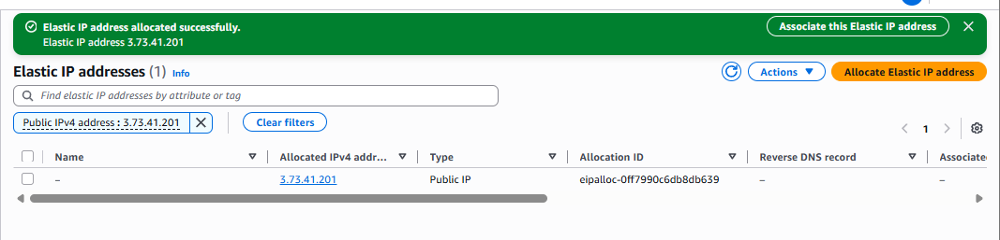 Elastic IP address allocated successfully.
Elastic IP address 3.73.41.201
Associate this Elastic IP address
Elastic IP addresses (1) Info
Actions
Allocate Elastic IP address
Find elastic IP addresses by attribute or tag
Public IPv4 address : 3.73.41.201
Clear filters
1
Name Allocated IPv4 addr... Type Allocation ID Reverse DNS record Associated
– 3.73.41.201 Public IP eipalloc-0ff7990c6db8db639 – –